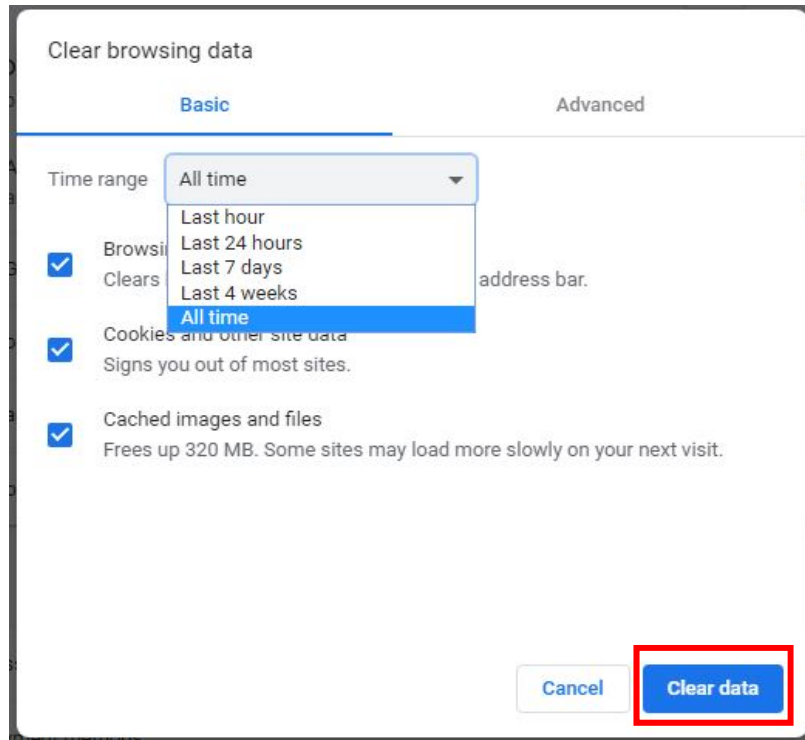 Clear browsing data
Basic Advanced
Time range All time
Last hour
Last 24 hours
Last 7 days
Last 4 weeks
All time
Clears address bar.
Cookies and other site data
Signs you out of most sites.
Cached images and files
Frees up 320 MB. Some sites may load more slowly on your next visit.
Cancel Clear data